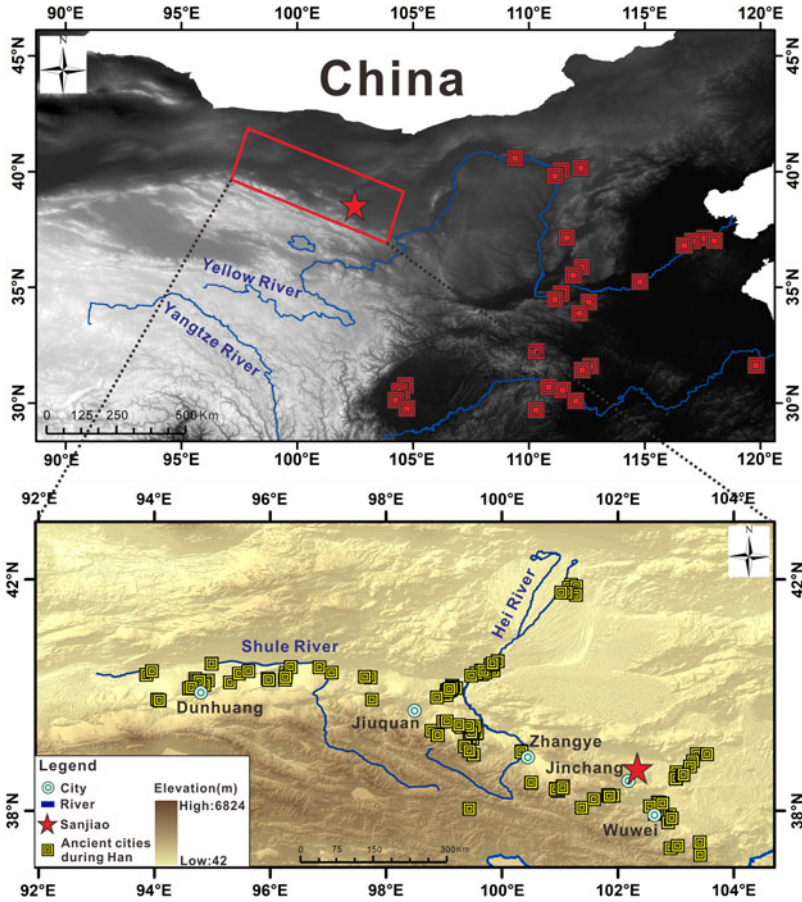 90°E 95°E 100°E 105°E 110°E 115°E 120°E
N
China
45°N
45°N
40°N
40°N
35°N
35°N
30°N
30°N
Yellow River
Yangtze River
0 125 250 500 Km
90°E 95°E 100°E 105°E 110°E 115°E 120°E
92°E 94°E 96°E 98°E 100°E 102°E 104°E
N
42°N
42°N
Hei River
Shule River
Dunhuang
Jiuquan
Zhangye
Jinchang
Wuwei
38°N
38°N
Legend
City
River
Sanjiao
Ancient cities
during Han
Elevation(m)
High:6824
Low:42
0 75 150 300 Km
92°E 94°E 96°E 98°E 100°E 102°E 104°E